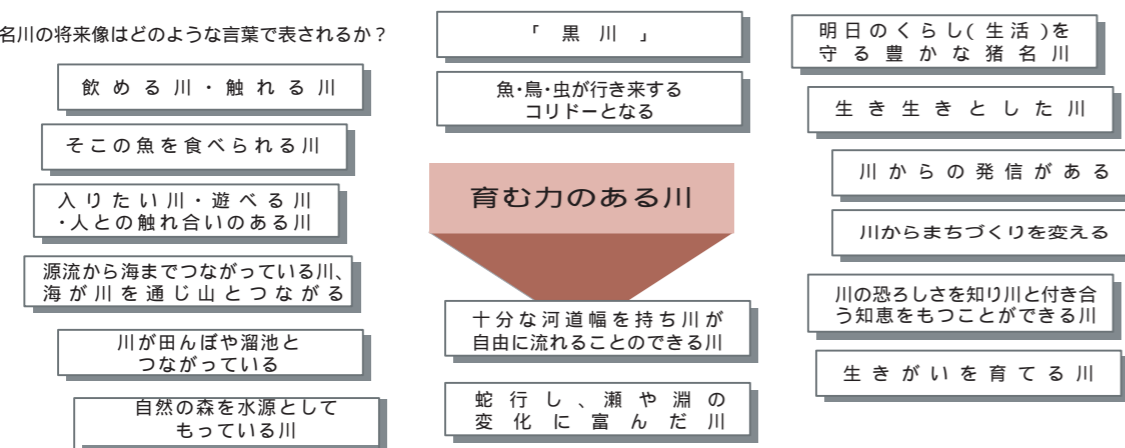 名川の将来像はどのような言葉で表されるか？
飲める川・触れる川
そこの魚を食べられる川
入りたい川・遊べる川
・人との触れ合いのある川
源流から海までつながっている川、
海が川を通じ山とつながる
川が田んぼや溜池と
つながっている
自然の森を水源として
もっている川
「黒川」
魚・鳥・虫が行き来する
コリドーとなる
育む力のある川
十分な河道幅を持ち川が
自由に流れることのできる川
蛇行し、瀬や淵の
変化に富んだ川
明日のくらし(生活)を
守る豊かな猪名川
生き生きとした川
川からの発信がある
川からまちづくりを変える
川の恐ろしさを知り川と付き合
う知恵をもつことができる川
生きがいを育てる川